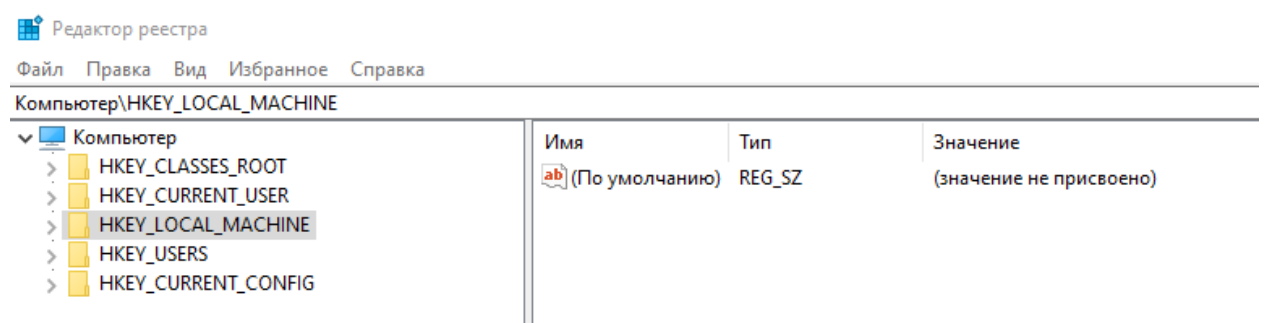 Редактор реестра
Файл Правка Вид Избранное Справка
Компьютер\HKEY_LOCAL_MACHINE
Компьютер
HKEY_CLASSES_ROOT
HKEY_CURRENT_USER
HKEY_LOCAL_MACHINE
HKEY_USERS
HKEY_CURRENT_CONFIG
Имя Тип Значение
ab (По умолчанию) REG_SZ (значение не присвоено)